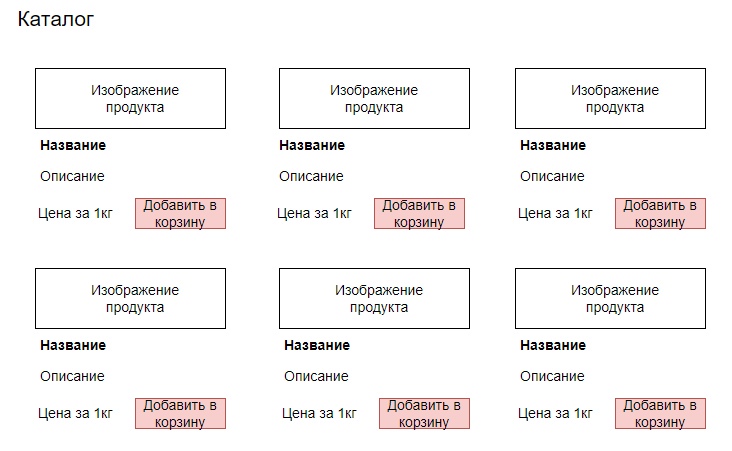 Каталог
Изображение
продукта
Изображение
продукта
Изображение
продукта
Название
Название
Название
Описание
Описание
Описание
Цена за 1кг
Добавить в
корзину
Цена за 1кг
Добавить в
корзину
Цена за 1кг
Добавить в
корзину
Изображение
продукта
Изображение
продукта
Изображение
продукта
Название
Название
Название
Описание
Описание
Описание
Цена за 1кг
Добавить в
корзину
Цена за 1кг
Добавить в
корзину
Цена за 1кг
Добавить в
корзину